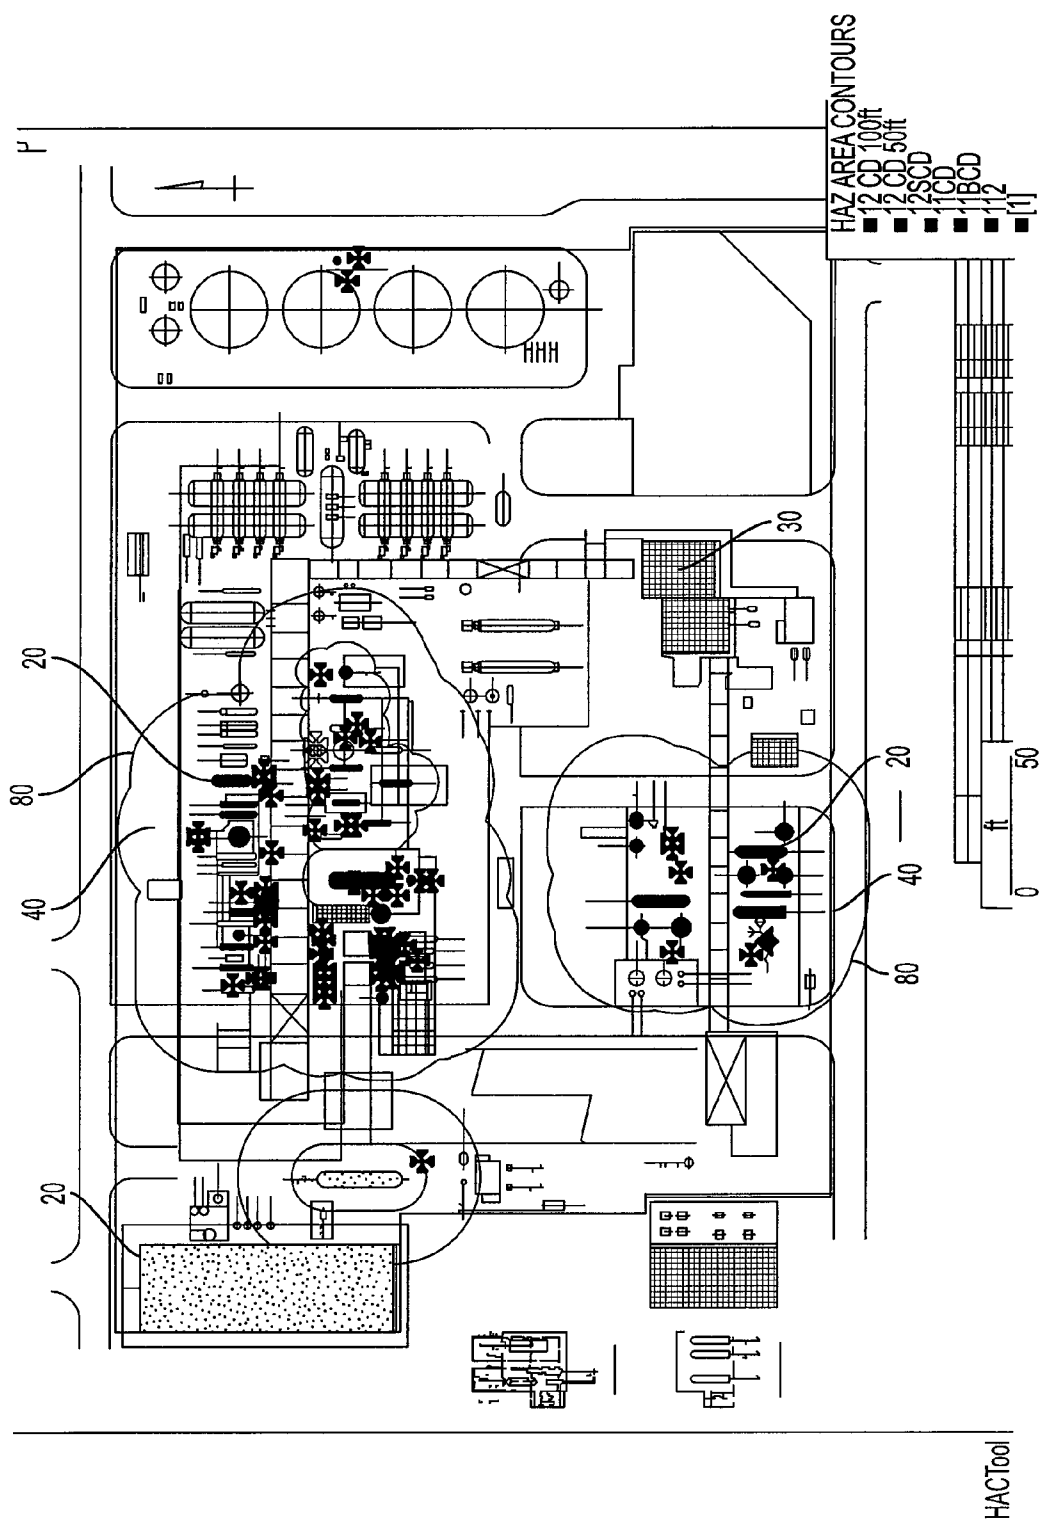 20
40
80
20
30
20
40
80
HAZ AREA CONTOURS
■12 CD 100ft
■12 CD 50ft
■12SCD
■11CD
■11BCD
■112
■[1]
ft
0 50
HACTool